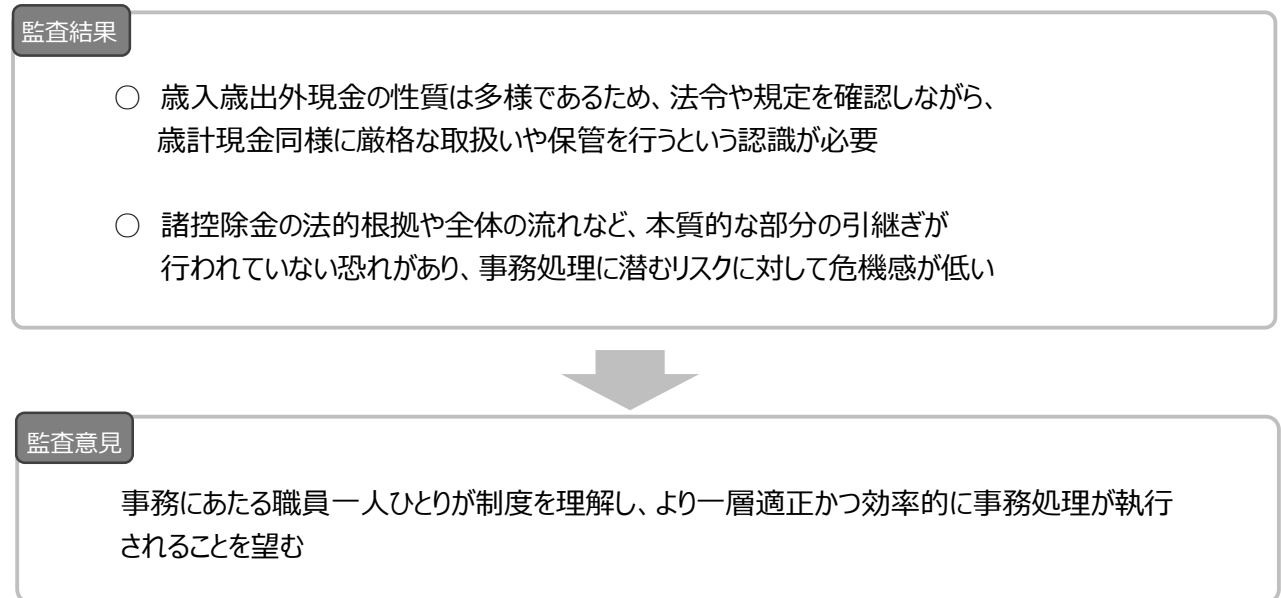 監査結果
○ 歳入歳出外現金の性質は多様であるため、法令や規定を確認しながら、
歳計現金同様に厳格な取扱いや保管を行うという認識が必要
○ 諸控除金の法的根拠や全体の流れなど、本質的な部分の引継ぎが
行われていない恐れがあり、事務処理に潜むリスクに対して危機感が低い
監査意見
事務にあたる職員一人ひとりが制度を理解し、より一層適正かつ効率的に事務処理が執行
されることを望む